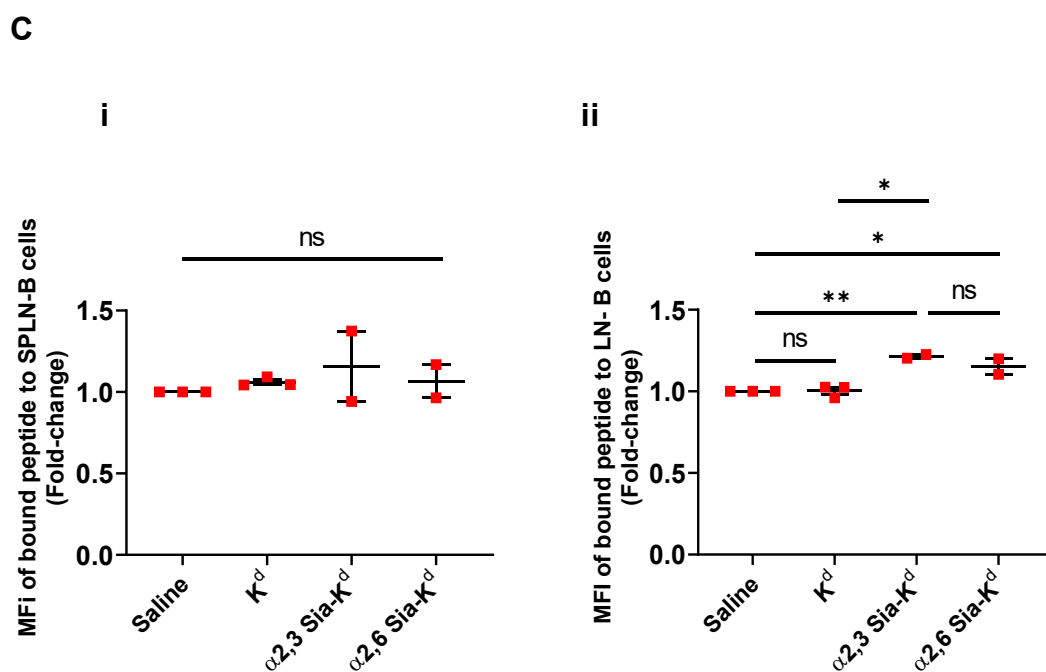 C
i
ii
MFi of bound peptide to SPLN-B cells
(Fold-change)
ns
1.5
1.0
0.5
0.0
Saline
Kd
α2,3 Sia-Kd
α2,6 Sia-Kd
MFI of bound peptide to LN- B cells
(Fold-change)
*
*
**
ns
ns
1.5
1.0
0.5
0.0
Saline
Kd
α2,3 Sia-Kd
α2,6 Sia-Kd